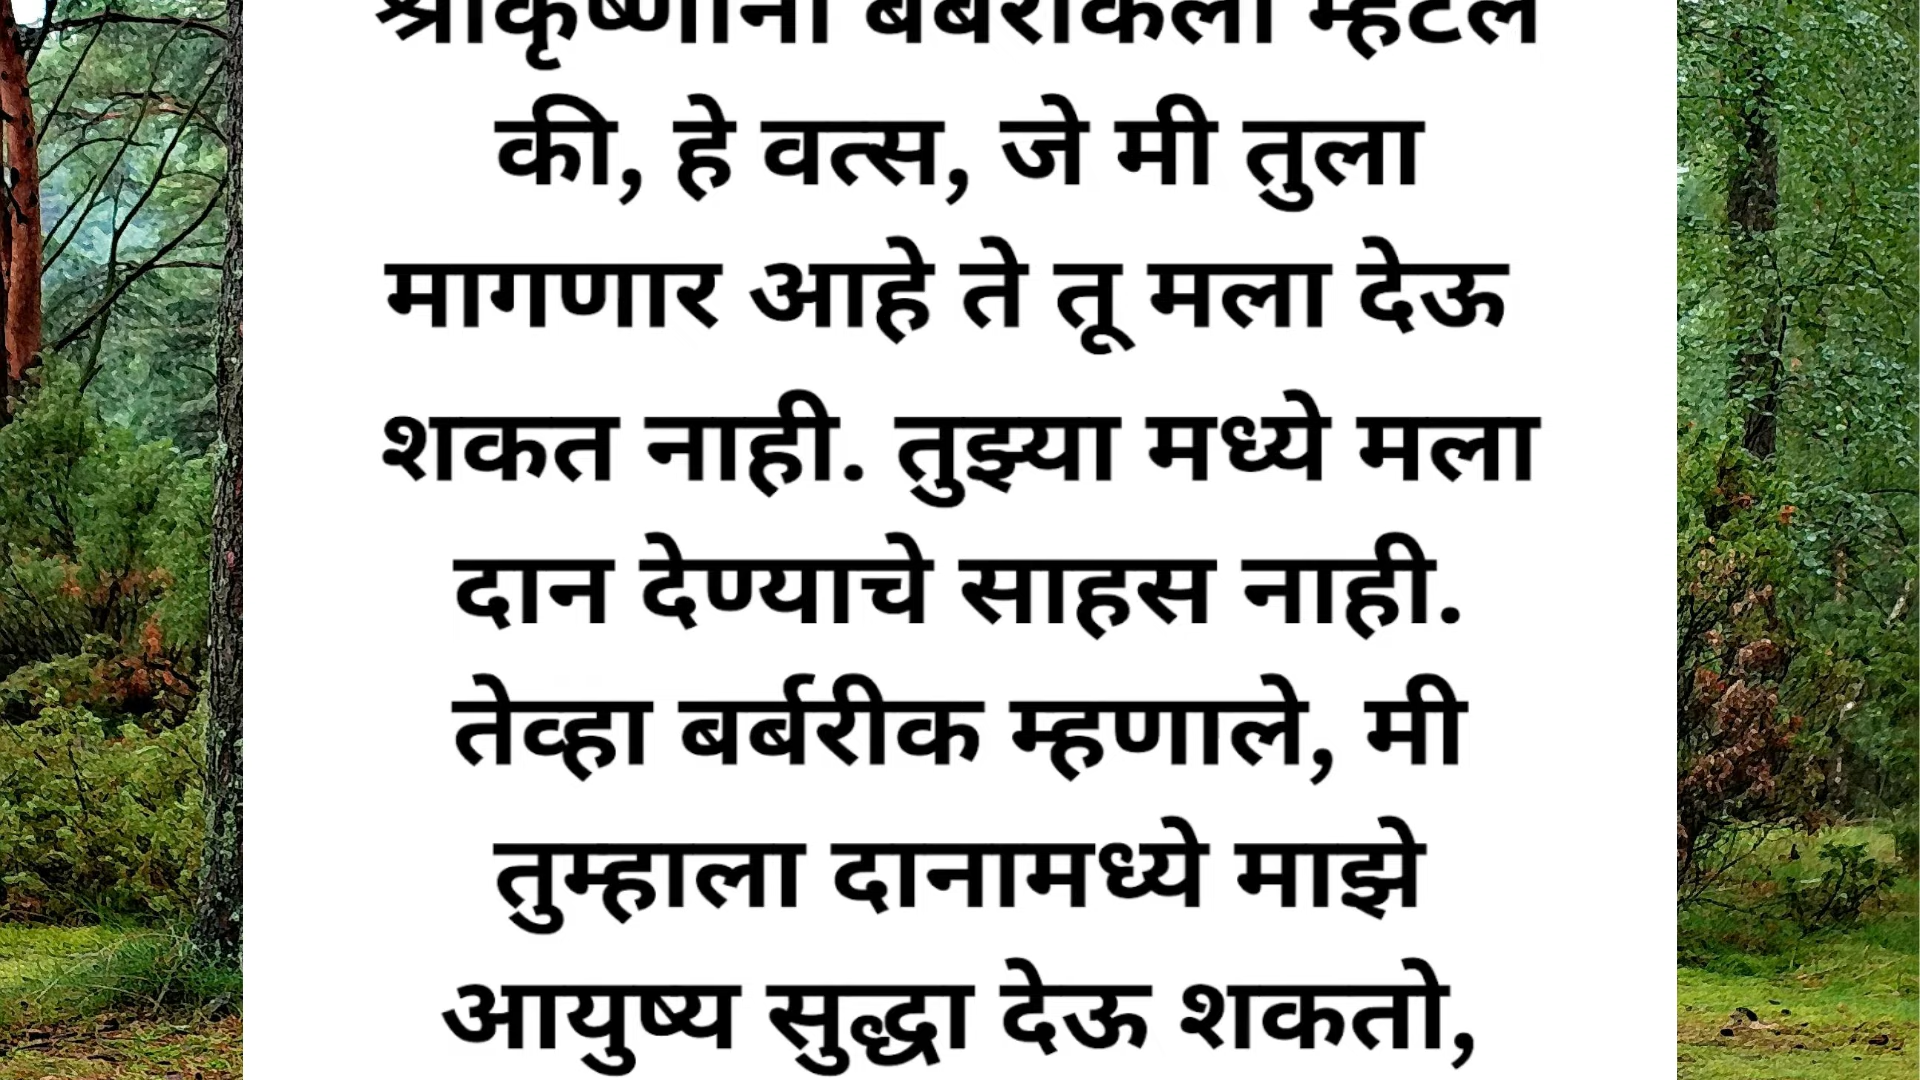 श्रीकृष्णांनी बर्बरीकला म्हटले
की, हे वत्स, जे मी तुला
मागणार आहे ते तू मला देऊ
शकत नाही. तुझ्या मध्ये मला
दान देण्याचे साहस नाही.
तेव्हा बर्बरीक म्हणाले, मी
तुम्हाला दानामध्ये माझे
आयुष्य सुद्धा देऊ शकतो,